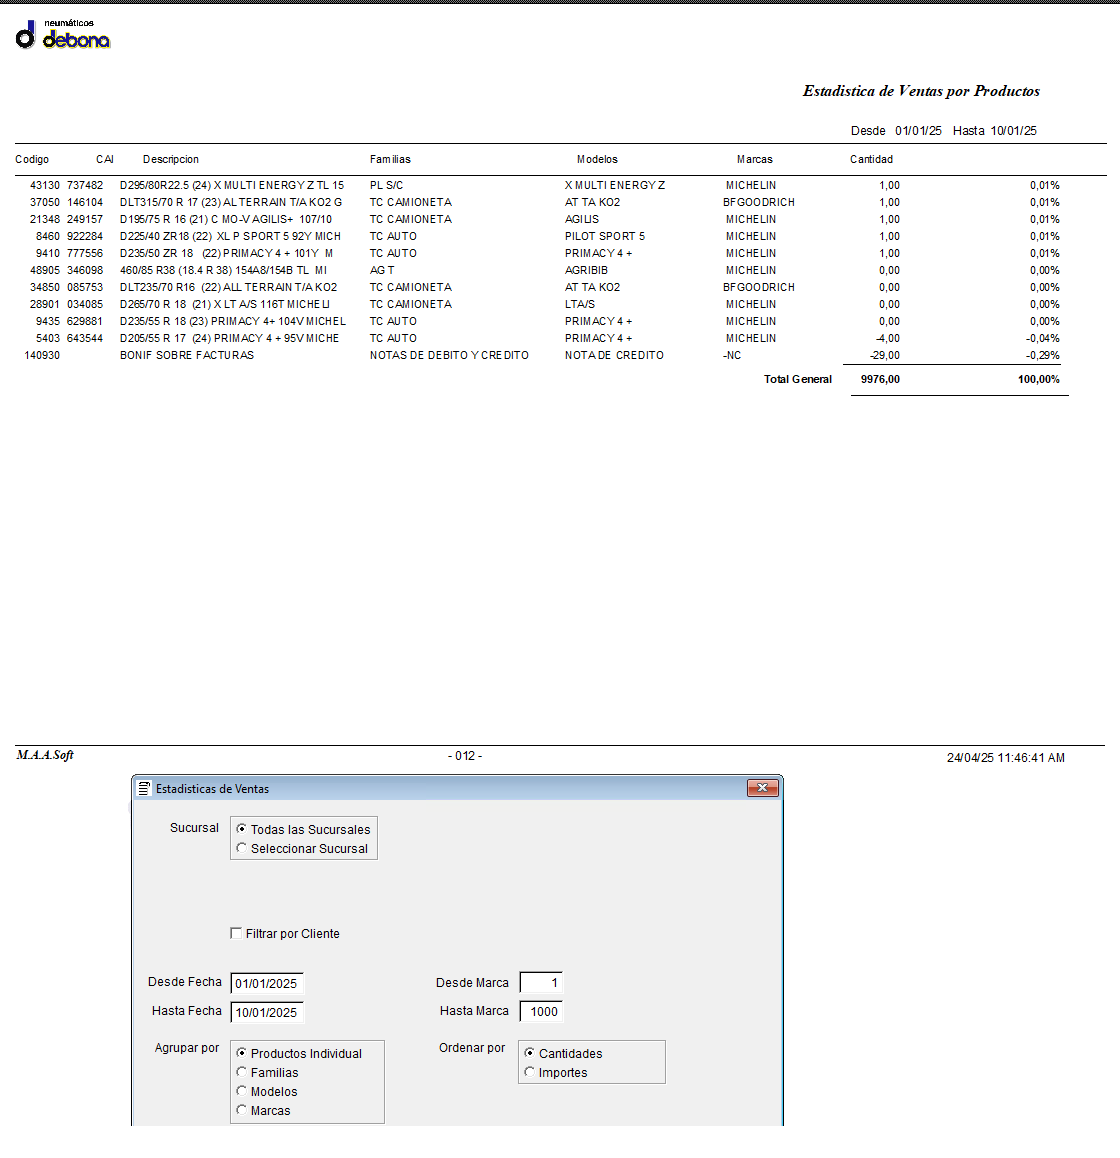 neumáticos
debona
Estadistica de Ventas por Productos
Desde 01/01/25 Hasta 10/01/25
Codigo CAI Descripcion Familias Modelos Marcas Cantidad
43130 737482 D295/80R22.5 (24) X MULTI ENERGY Z TL 15 PL S/C X MULTI ENERGY Z MICHELIN 1,00 0,01%
37050 146104 DLT315/70 R 17 (23) AL TERRAIN T/A KO2 G TC CAMIONETA AT TA KO2 BFGOODRICH 1,00 0,01%
21348 249157 D195/75 R 16 (21) C MO-V AGILIS+ 107/10 TC CAMIONETA AGILIS MICHELIN 1,00 0,01%
8460 922284 D225/40 ZR18 (22) XL P SPORT 5 92Y MICH TC AUTO PILOT SPORT 5 MICHELIN 1,00 0,01%
9410 777556 D235/50 ZR 18 (22) PRIMACY 4 + 101Y M TC AUTO PRIMACY 4 + MICHELIN 1,00 0,01%
48905 346098 460/85 R38 (18.4 R 38) 154A8/154B TL MI AG T AGRIBIB MICHELIN 0,00 0,00%
34850 085753 DLT235/70 R16 (22) ALL TERRAIN T/A KO2 TC CAMIONETA AT TA KO2 BFGOODRICH 0,00 0,00%
28901 034085 D265/70 R 18 (21) X LT A/S 116T MICHELI TC CAMIONETA LTA/S MICHELIN 0,00 0,00%
9435 629881 D235/55 R 18 (23) PRIMACY 4+ 104V MICHEL TC AUTO PRIMACY 4 + MICHELIN 0,00 0,00%
5403 643544 D205/55 R 17 (24) PRIMACY 4 + 95V MICHE TC AUTO PRIMACY 4 + MICHELIN -4,00 -0,04%
140930 BONIF SOBRE FACTURAS NOTAS DE DEBITO Y CREDITO NOTA DE CREDITO -NC -29,00 -0,29%
Total General 9976,00 100,00%
M.A.A.Soft - 012 - 24/04/25 11:46:41 AM
Estadisticas de Ventas
Sucursal Todas las Sucursales
Seleccionar Sucursal
Filtrar por Cliente
Desde Fecha 01/01/2025 Desde Marca 1
Hasta Fecha 10/01/2025 Hasta Marca 1000
Agrupar por Productos Individual Ordenar por Cantidades
Familias Importes
Modelos
Marcas